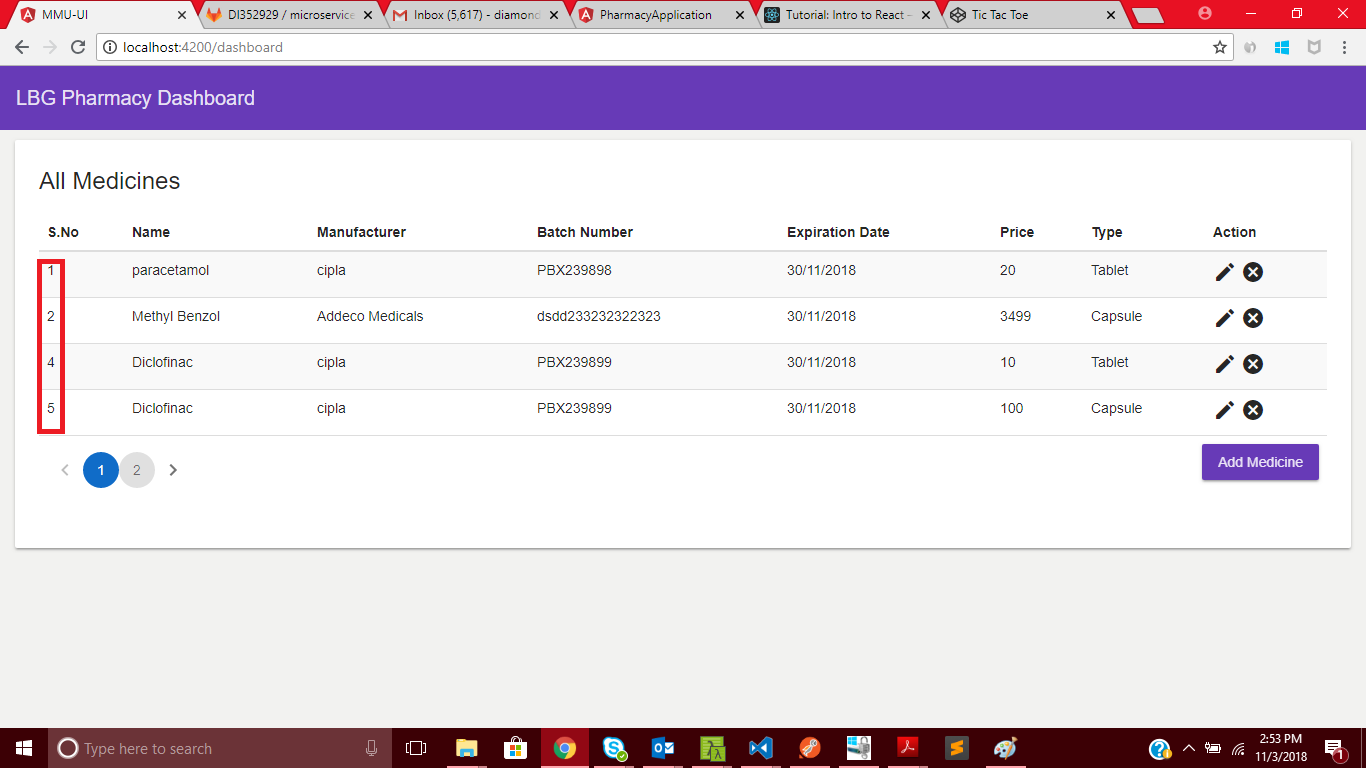 MMU-UI DI352929 / microservice Inbox (5,617) - diamond PharmacyApplication Tutorial: Intro to React – Tic Tac Toe
localhost:4200/dashboard
LBG Pharmacy Dashboard
All Medicines
S.No Name Manufacturer Batch Number Expiration Date Price Type Action
1 paracetamol cipla PBX239898 30/11/2018 20 Tablet
2 Methyl Benzol Addeco Medicals dsdd233232322323 30/11/2018 3499 Capsule
4 Diclofinac cipla PBX239899 30/11/2018 10 Tablet
5 Diclofinac cipla PBX239899 30/11/2018 100 Capsule
1 2 Add Medicine
Type here to search
2:53 PM
11/3/2018
1